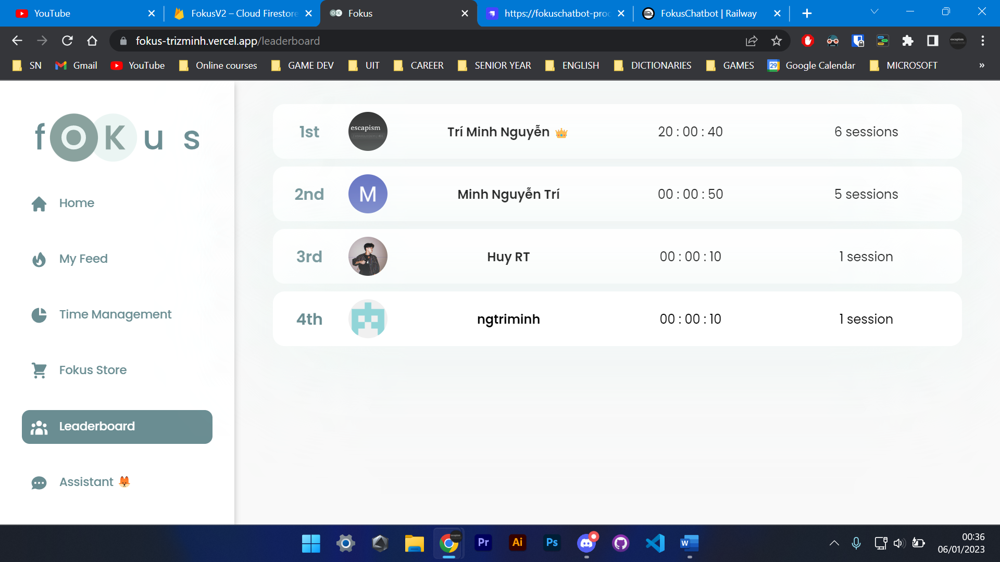 YouTube
FokusV2 – Cloud Firestore
Fokus
https://fokuschatbot-proc
FokusChatbot | Railway
fokus-trizminh.vercel.app/leaderboard
SN
Gmail
YouTube
Online courses
GAME DEV
UIT
CAREER
SENIOR YEAR
ENGLISH
DICTIONARIES
GAMES
29
Google Calendar
MICROSOFT
»
fOKus
Home
My Feed
Time Management
Fokus Store
Leaderboard
Assistant 🦊
1st
escapism
Trí Minh Nguyễn 👑
20 : 00 : 40
6 sessions
2nd
M
Minh Nguyễn Trí
00 : 00 : 50
5 sessions
3rd
Huy RT
00 : 00 : 10
1 session
4th
ngtriminh
00 : 00 : 10
1 session
Pr
Ai
Ps
W
00:36
06/01/2023